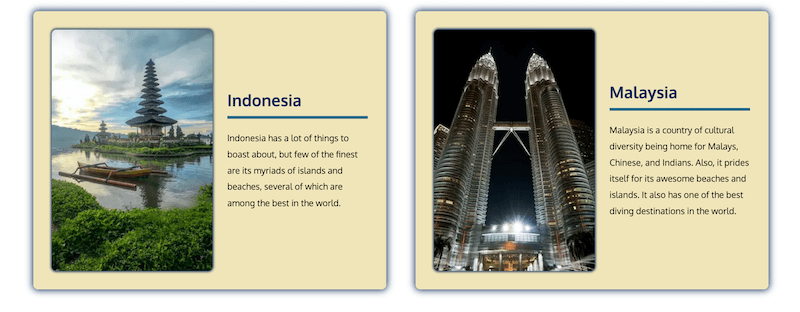 Indonesia
Indonesia has a lot of things to
boast about, but few of the finest
are its myriads of islands and
beaches, several of which are
among the best in the world.
Malaysia
Malaysia is a country of cultural
diversity being home for Malays,
Chinese, and Indians. Also, it prides
itself for its awesome beaches and
islands. It also has one of the best
diving destinations in the world.